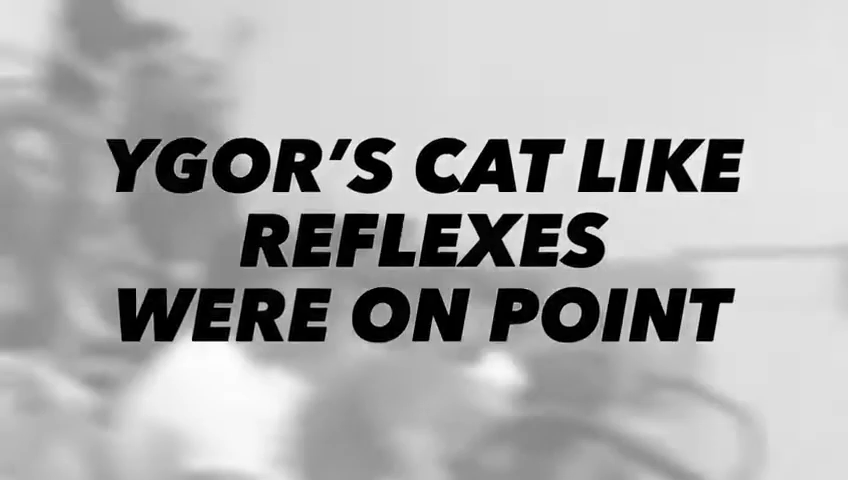 YGOR’S CAT LIKE
REFLEXES
WERE ON POINT